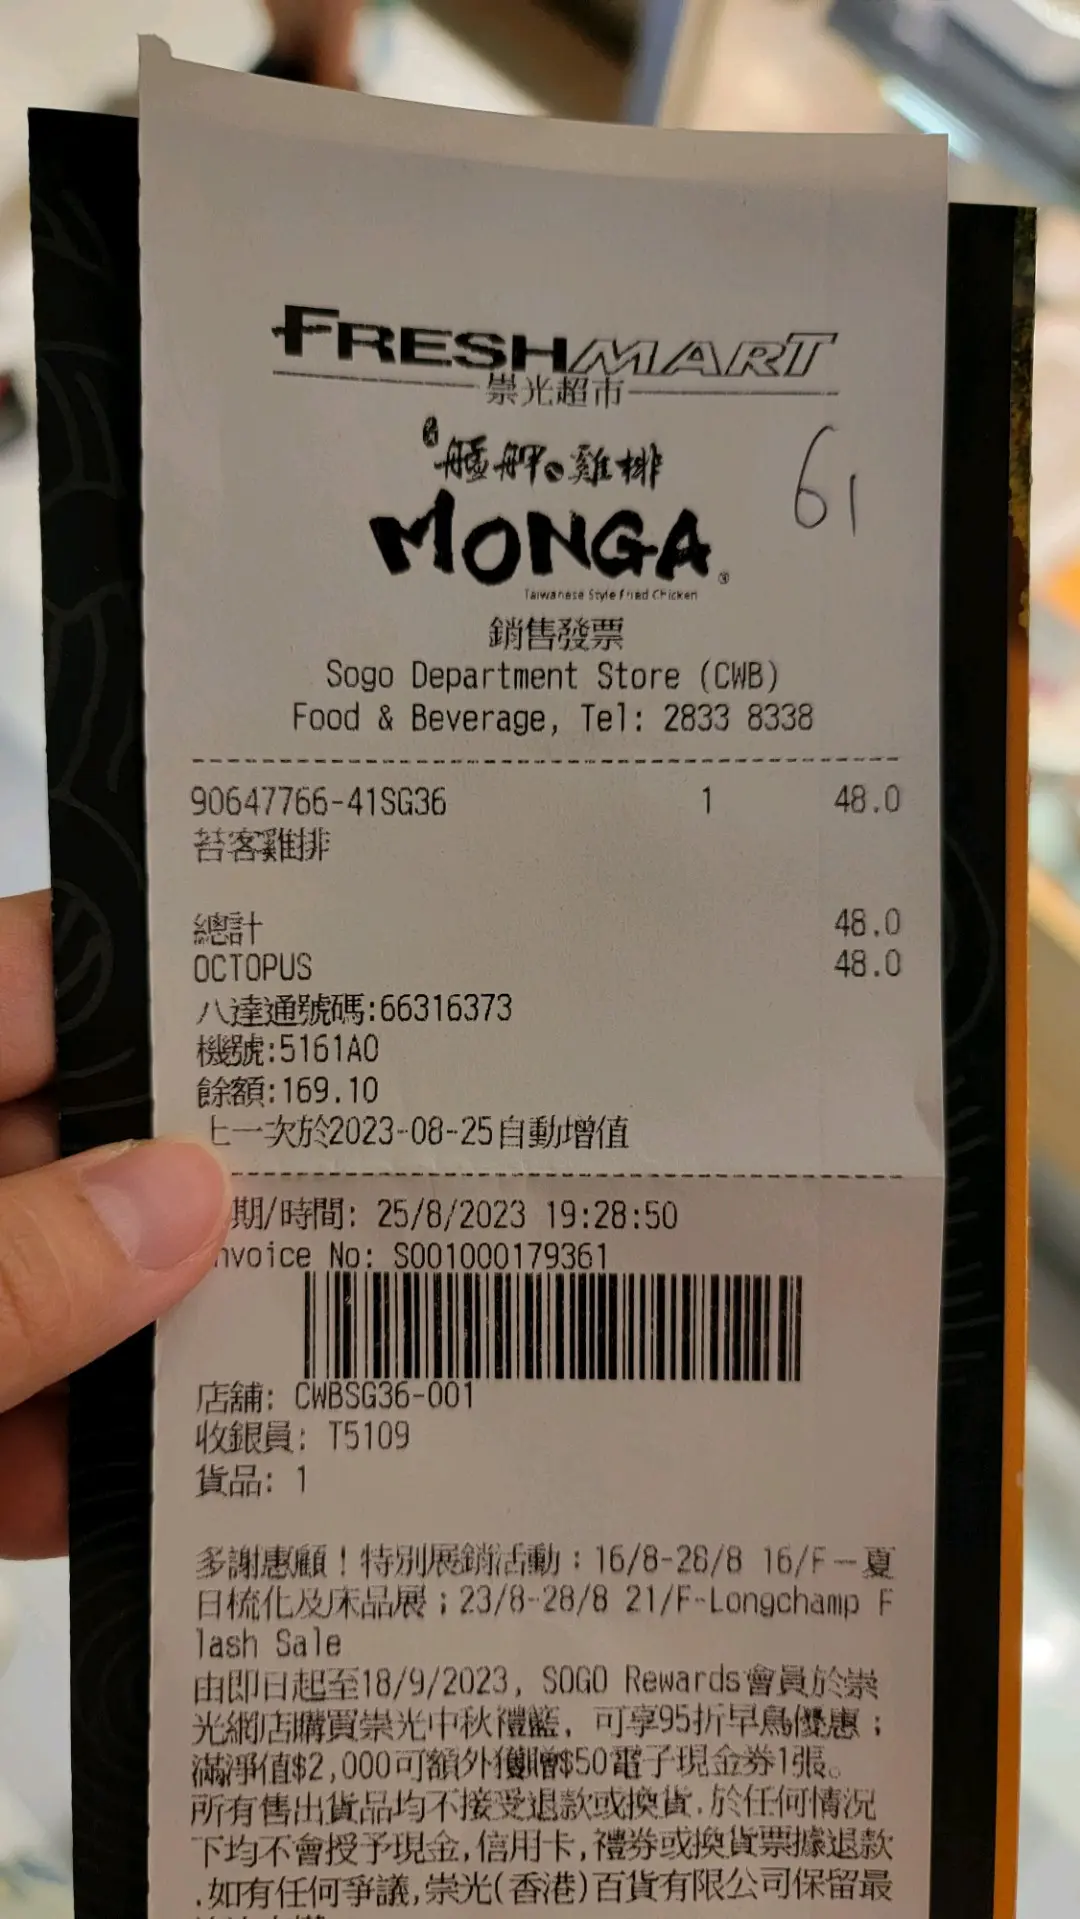 FRESHMART
崇光超市
艋舺雞排
61
MONGA
Taiwanese Style Fried Chicken
銷售發票
Sogo Department Store (CWB)
Food & Beverage, Tel: 2833 8338
90647766-41SG36 1 48.0
苔客雞排
總計 48.0
OCTOPUS 48.0
八達通號碼:66316373
機號:5161A0
餘額:169.10
上一次於2023-08-25自動增值
期/時間: 25/8/2023 19:28:50
nvoice No: S001000179361
店舖: CWBSG36-001
收銀員: T5109
貨品: 1
多謝惠顧！特別展銷活動：16/8-28/8 16/F－夏
日梳化及床品展；23/8-28/8 21/F-Longchamp F
lash Sale
由即日起至18/9/2023, SOGO Rewards會員於崇
光網店購買崇光中秋禮籃, 可享95折早鳥優惠；
滿淨值$2,000可額外獲贈$50電子現金券1張。
所有售出貨品均不接受退款或換貨.於任何情況
下均不會授予現金,信用卡,禮券或換貨票據退款
.如有任何爭議,崇光(香港)百貨有限公司保留最